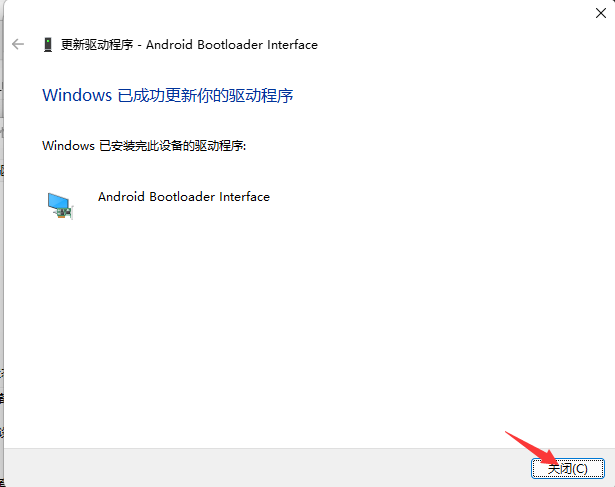 更新驱动程序 - Android Bootloader Interface
Windows 已成功更新你的驱动程序
Windows 已安装完此设备的驱动程序:
Android Bootloader Interface
关闭(C)